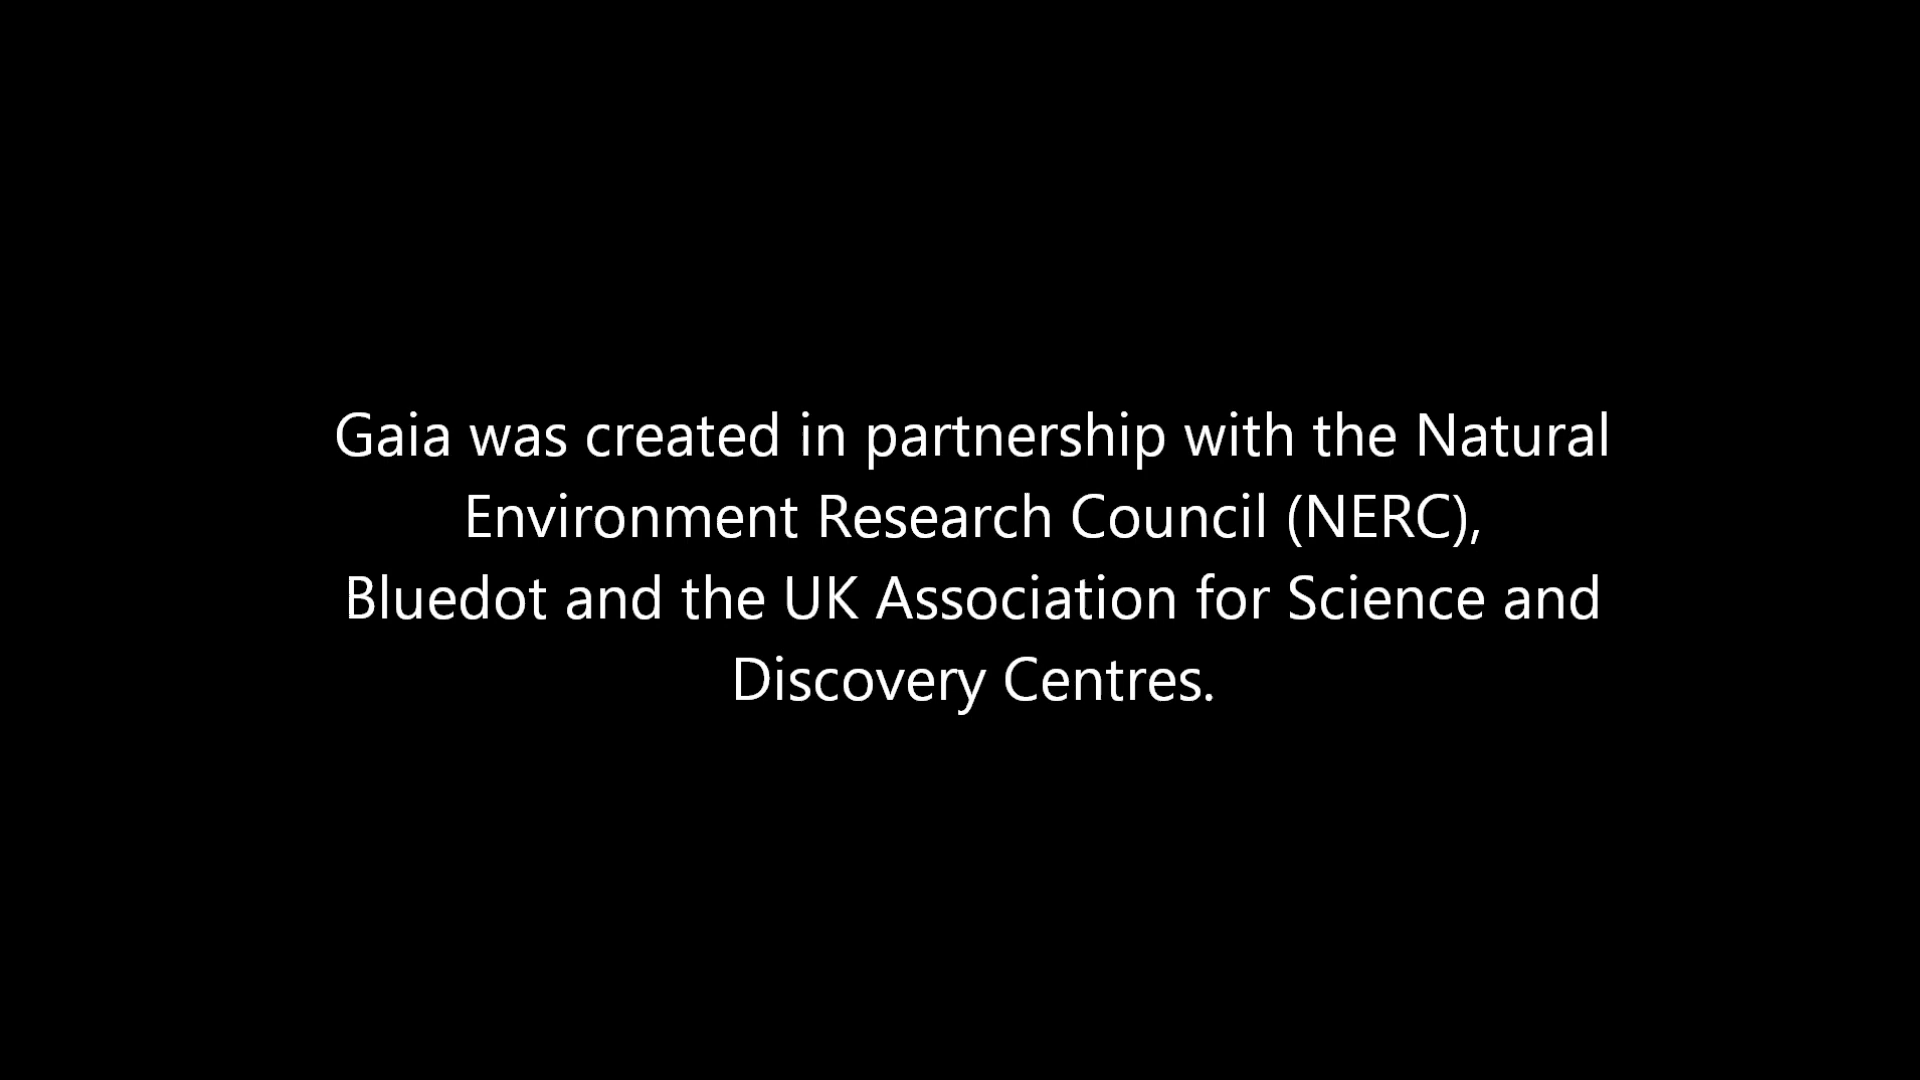 Gaia was created in partnership with the Natural
Environment Research Council (NERC),
Bluedot and the UK Association for Science and
Discovery Centres.